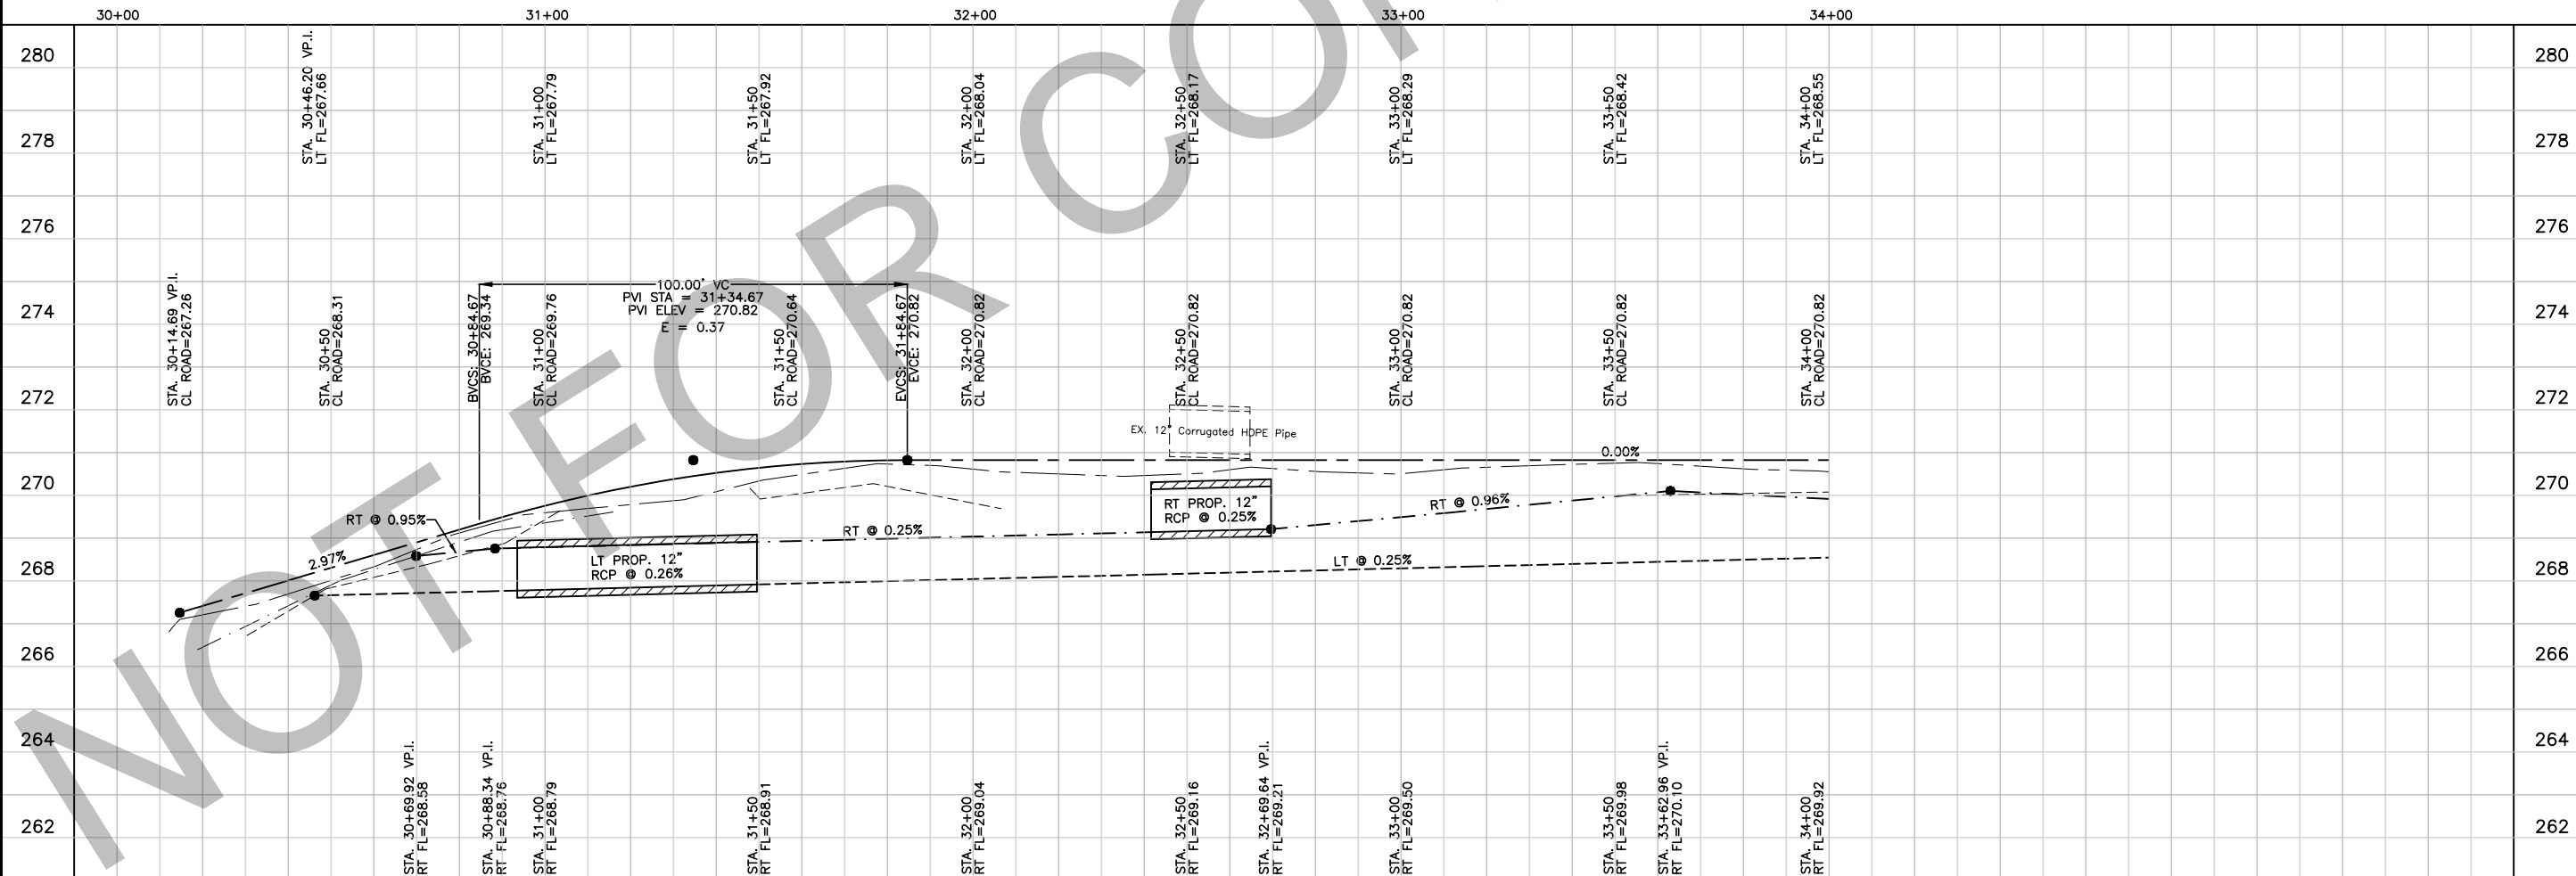 30+00 31+00 32+00 33+00 34+00
280 280
278 278
276 276
274 274
272 272
270 270
268 268
266 266
264 264
262 262
STA. 30+46.20 VP.I.
LT FL=267.66
STA. 31+00
LT FL=267.79
STA. 31+50
LT FL=267.92
STA. 32+00
LT FL=268.04
STA. 32+50
LT FL=268.17
STA. 33+00
LT FL=268.29
STA. 33+50
LT FL=268.42
STA. 34+00
LT FL=268.55
STA. 30+14.69 VP.I.
CL ROAD=267.26
STA. 30+50
CL ROAD=268.31
BVCS: 30+84.67
BVCE: 269.34
STA. 31+00
CL ROAD=269.76
100.00' VC
PVI STA = 31+34.67
PVI ELEV = 270.82
E = 0.37
STA. 31+50
CL ROAD=270.64
EVCS: 31+84.67
EVCE: 270.82
STA. 32+00
CL ROAD=270.82
STA. 32+50
CL ROAD=270.82
STA. 33+00
CL ROAD=270.82
STA. 33+50
CL ROAD=270.82
STA. 34+00
CL ROAD=270.82
EX. 12" Corrugated HDPE Pipe
0.00%
RT @ 0.95%
2.97%
LT PROP. 12"
RCP @ 0.26%
RT @ 0.25%
RT PROP. 12"
RCP @ 0.25%
RT @ 0.96%
LT @ 0.25%
STA. 30+69.92 VP.I.
RT FL=268.58
STA. 30+88.34 VP.I.
RT FL=268.76
STA. 31+00
RT FL=268.79
STA. 31+50
RT FL=268.91
STA. 32+00
RT FL=269.04
STA. 32+50
RT FL=269.16
STA. 32+69.64 VP.I.
RT FL=269.21
STA. 33+00
RT FL=269.50
STA. 33+50
RT FL=269.98
STA. 33+62.96 VP.I.
RT FL=270.10
STA. 34+00
RT FL=269.92
NOT FOR CO